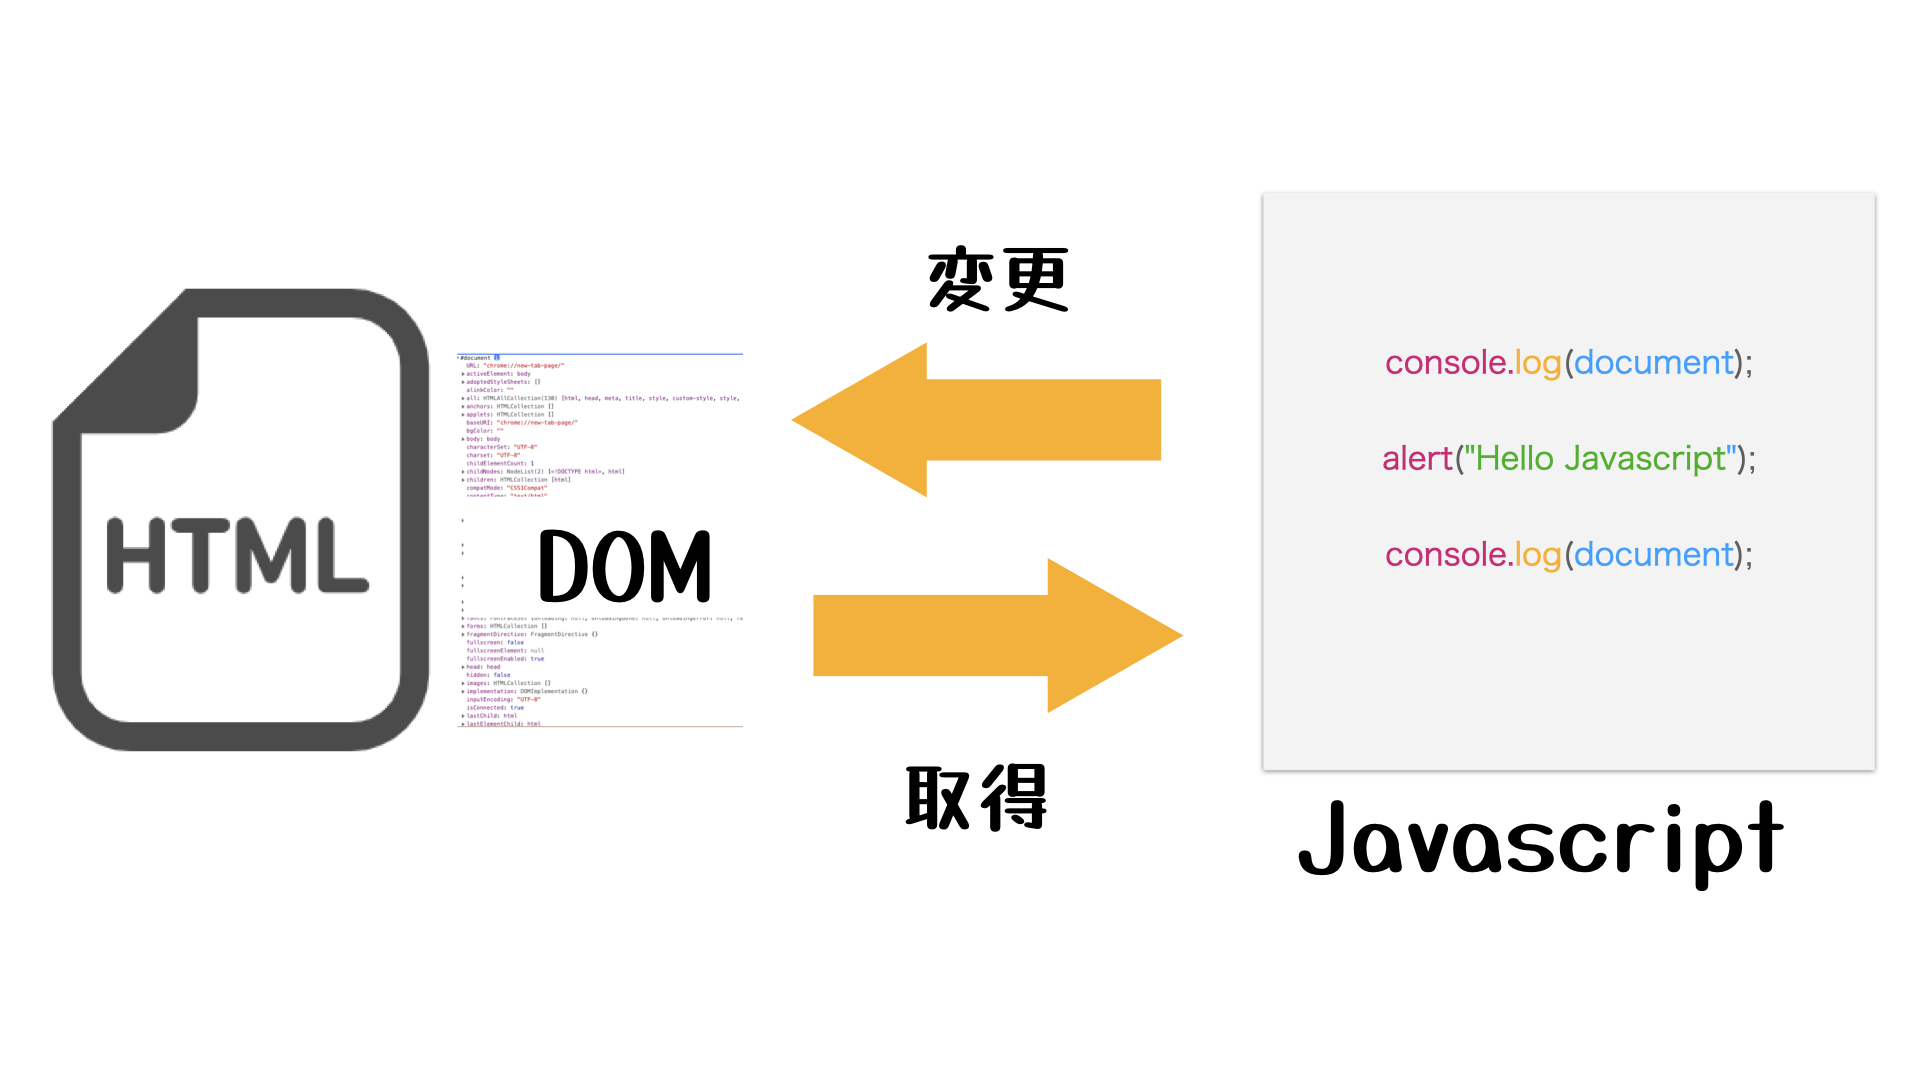 HTML
#document i
URL: "chrome://new-tab-page/"
activeElement: body
adoptedStyleSheets: []
alinkColor: ""
all: HTMLAllCollection(130) [html, head, meta, title, style, custom-style, style,
anchors: HTMLCollection []
applets: HTMLCollection []
baseURI: "chrome://new-tab-page/"
bgColor: ""
body: body
characterSet: "UTF-8"
charset: "UTF-8"
childElementCount: 1
childNodes: NodeList(2) [<!DOCTYPE html>, html]
children: HTMLCollection [html]
compatMode: "CSS1Compat"
contentType: "text/html"
DOM
forms: HTMLCollection []
fragmentDirective: FragmentDirective {}
fullscreen: false
fullscreenElement: null
fullscreenEnabled: true
head: head
hidden: false
images: HTMLCollection []
implementation: DOMImplementation {}
inputEncoding: "UTF-8"
isConnected: true
lastChild: html
lastElementChild: html
変更
取得
console.log(document);
alert("Hello Javascript");
console.log(document);
Javascript